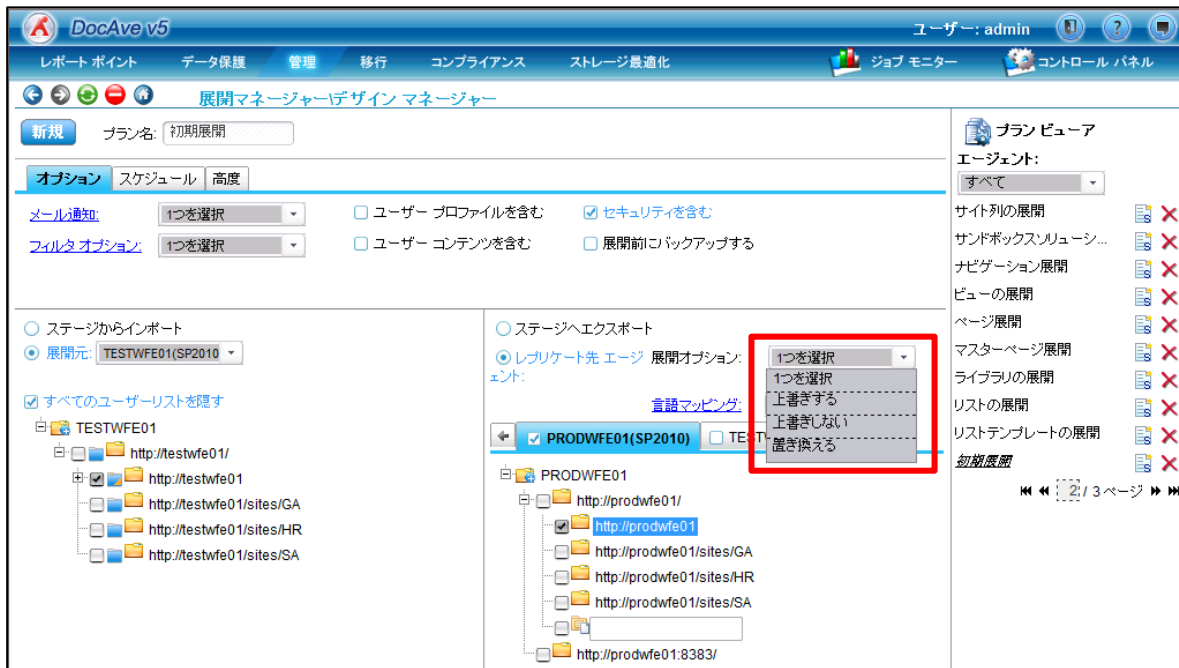 DocAve v5
ユーザー: admin
レポート ポイント データ保護 管理 移行 コンプライアンス ストレージ最適化 ジョブ モニター コントロール パネル
展開マネージャー\デザイン マネージャー
新規 プラン名: 初期展開
オプション スケジュール 高度
メール通知: 1つを選択 ユーザー プロファイルを含む セキュリティを含む
フィルタ オプション: 1つを選択 ユーザー コンテンツを含む 展開前にバックアップする
ステージからインポート
展開元: TESTWFE01(SP2010
すべてのユーザーリストを隠す
TESTWFE01
http://testwfe01/
http://testwfe01
http://testwfe01/sites/GA
http://testwfe01/sites/HR
http://testwfe01/sites/SA
ステージへエクスポート
レプリケート先 エージェント: 展開オプション: 1つを選択
1つを選択
上書きする
上書きしない
置き換える
言語マッピング:
PRODWFE01(SP2010) TEST
PRODWFE01
http://prodwfe01/
http://prodwfe01
http://prodwfe01/sites/GA
http://prodwfe01/sites/HR
http://prodwfe01/sites/SA
http://prodwfe01:8383/
プラン ビューア
エージェント:
すべて
サイト列の展開
サンドボックスソリューシ...
ナビゲーション展開
ビューの展開
ページ展開
マスターページ展開
ライブラリの展開
リストの展開
リストテンプレートの展開
初期展開
2 / 3 ページ